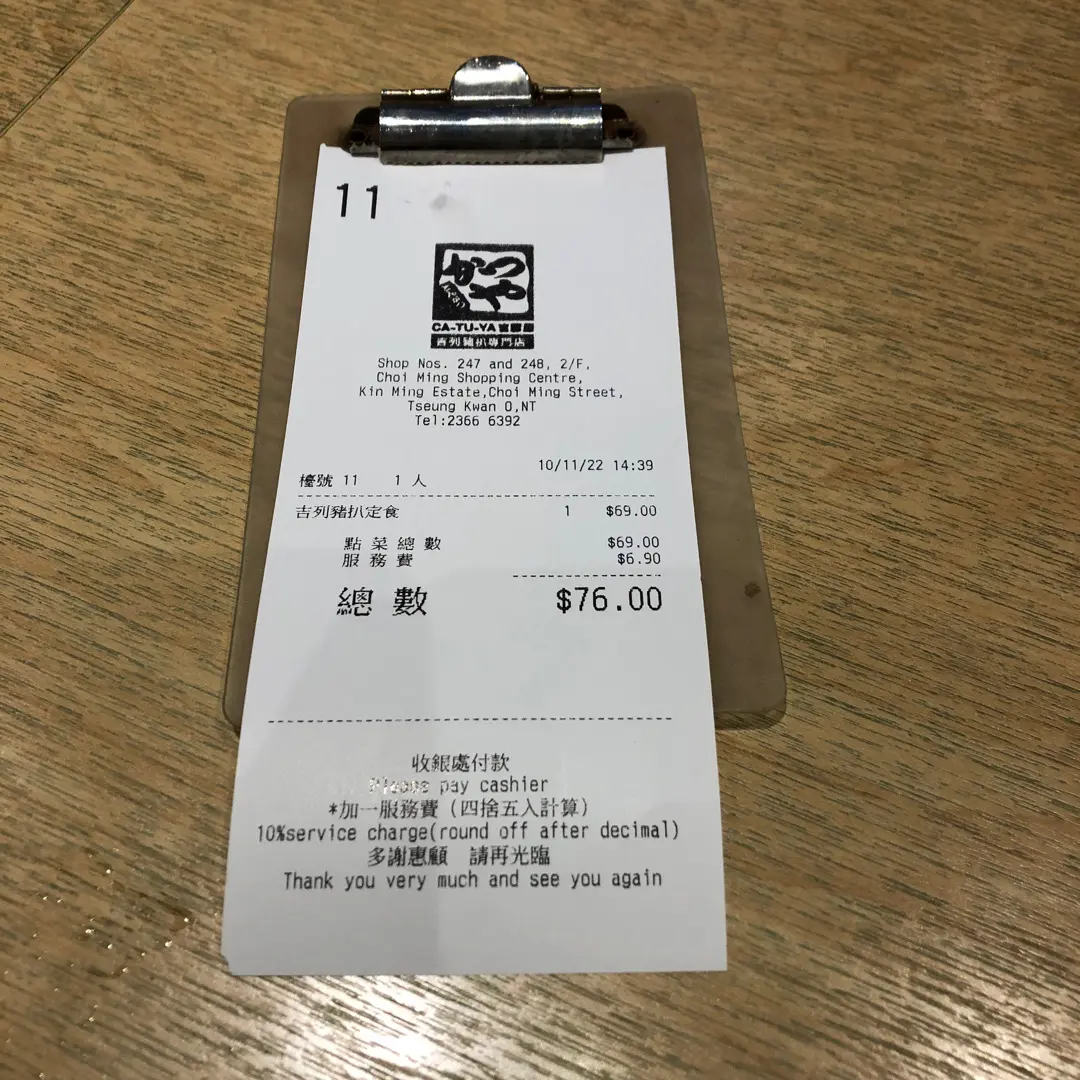 11
かつや
CA-TU-YA 吉豚屋
吉列豬扒專門店
Shop Nos. 247 and 248, 2/F,
Choi Ming Shopping Centre,
Kin Ming Estate,Choi Ming Street,
Tseung Kwan O,NT
Tel:2366 6392
10/11/22 14:39
檯號 11 1 人
吉列豬扒定食 1 $69.00
點菜總數 $69.00
服務費 $6.90
總數 $76.00
收銀處付款
Please pay cashier
*加一服務費(四捨五入計算)
10%service charge(round off after decimal)
多謝惠顧 請再光臨
Thank you very much and see you again